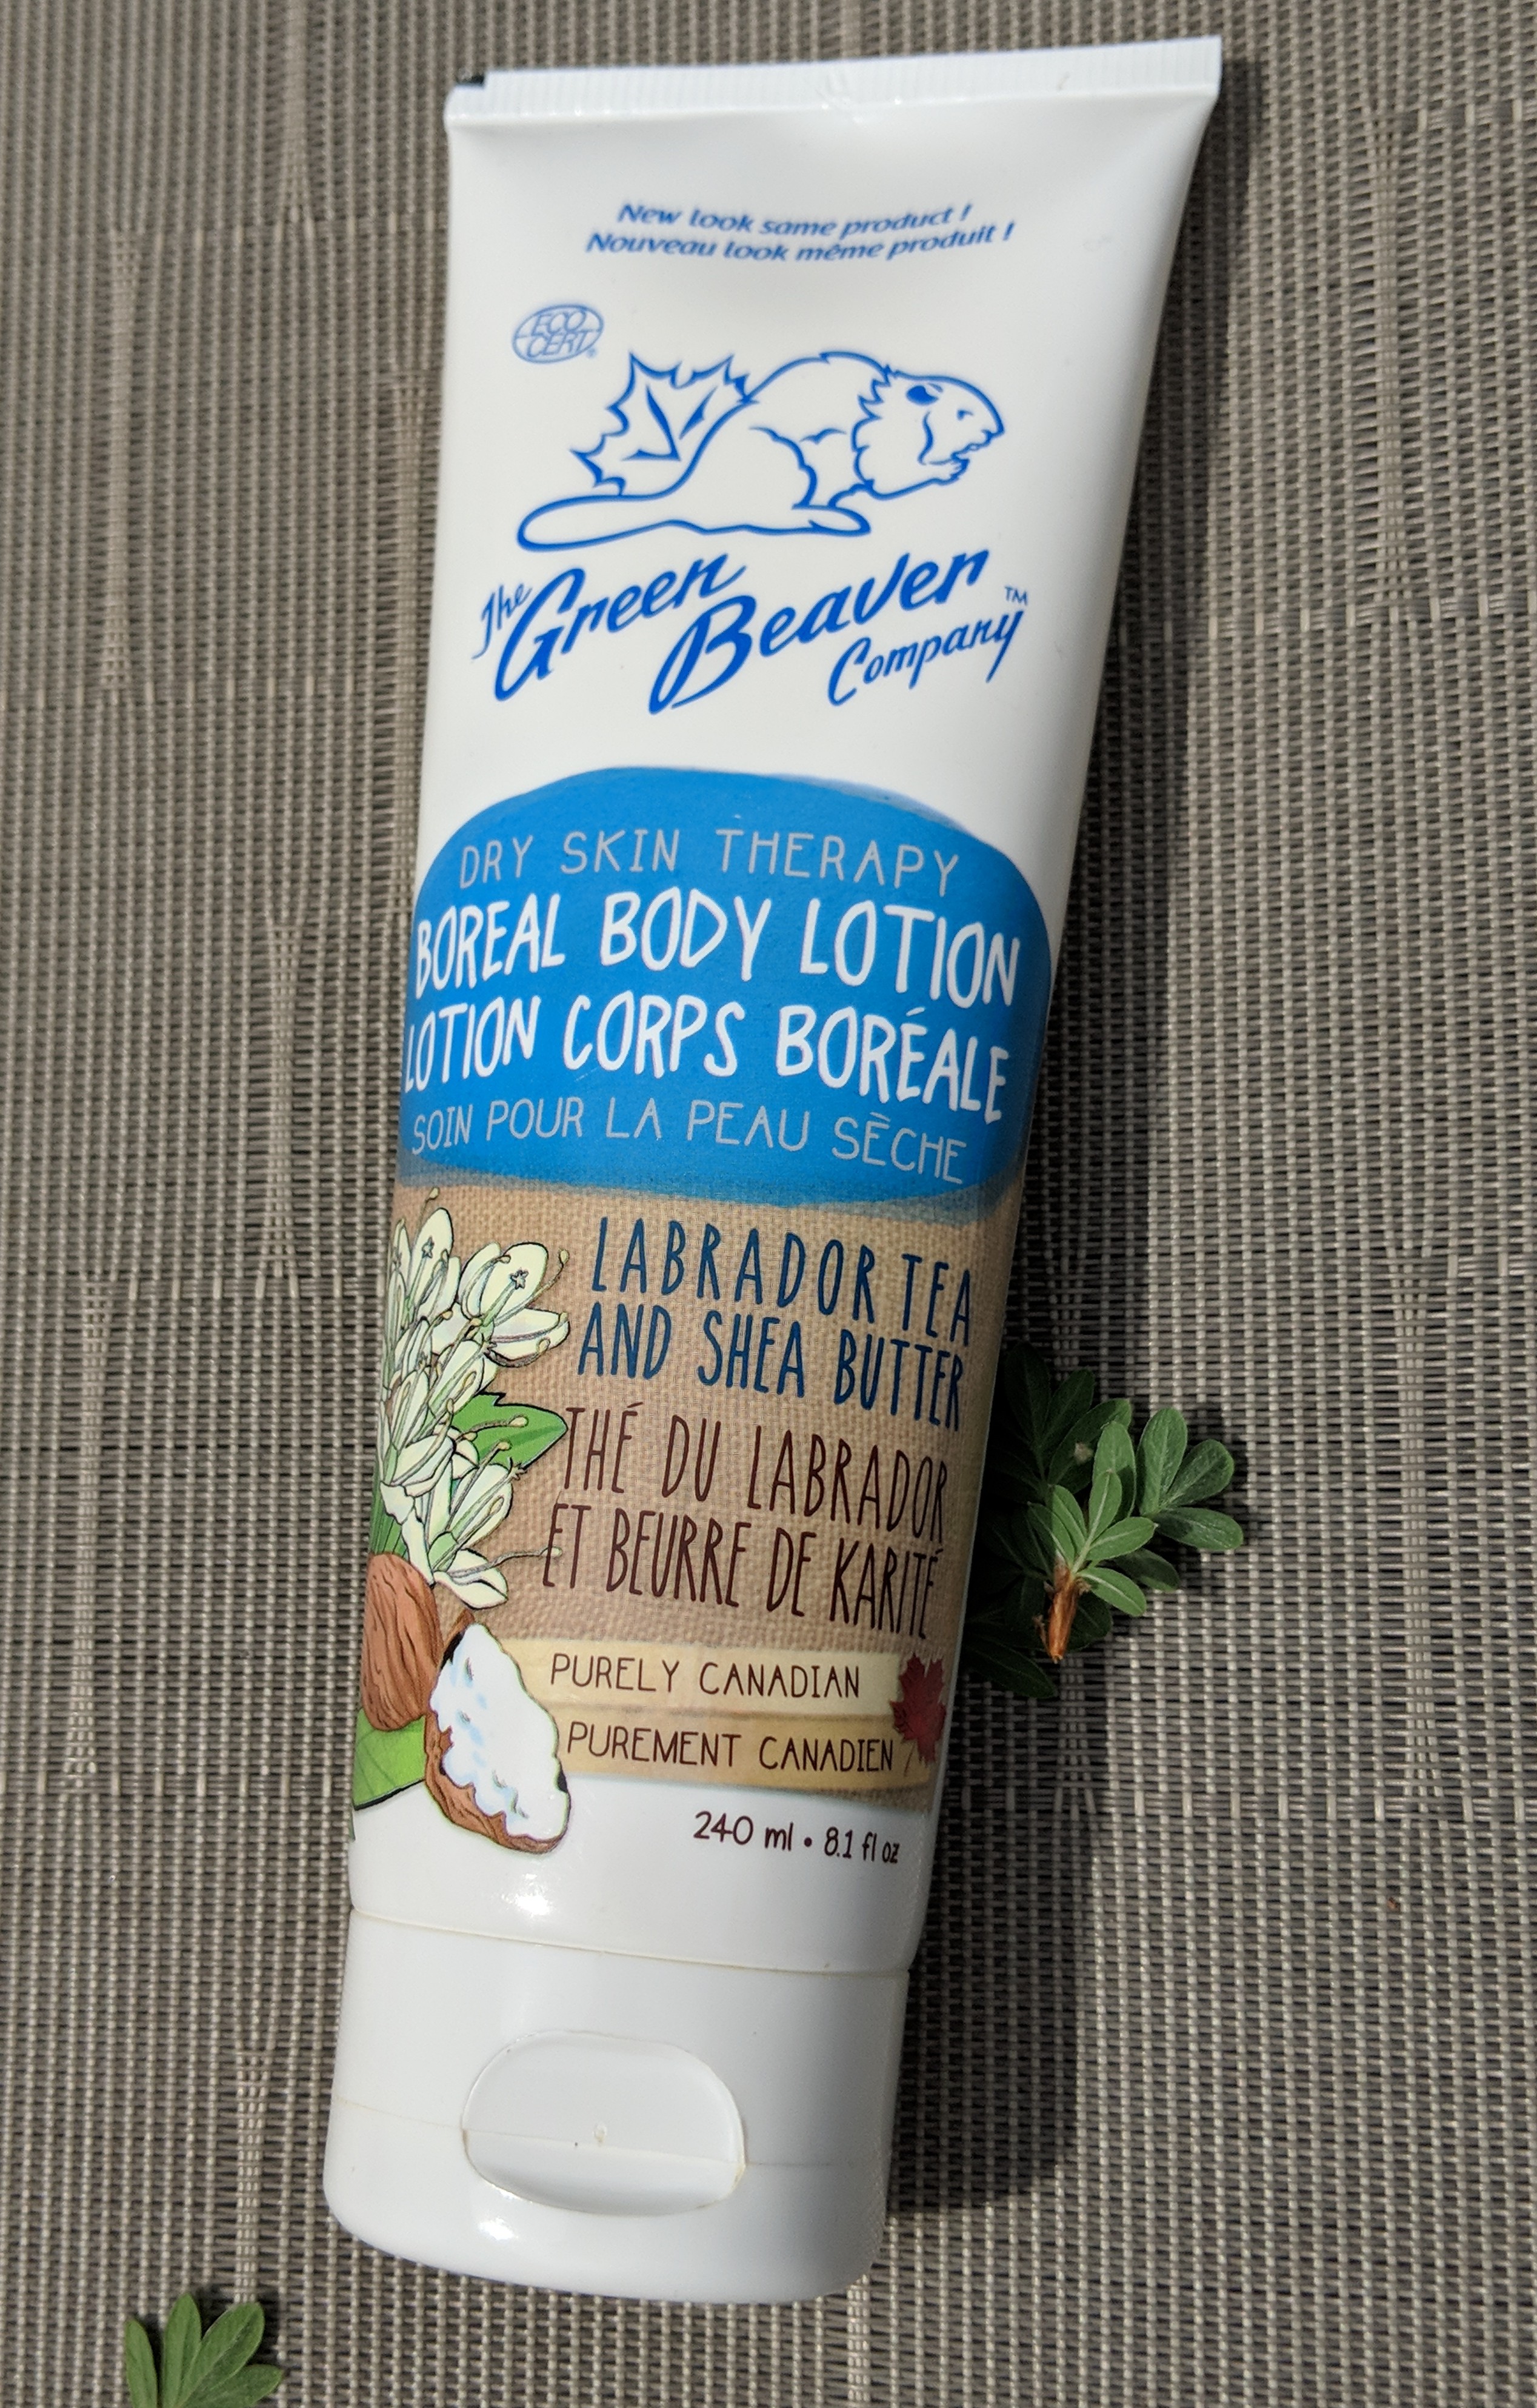 New look same product !
Nouveau look même produit !
ECO
CERT®
The Green Beaver Company™
DRY SKIN THERAPY
BOREAL BODY LOTION
LOTION CORPS BORÉALE
SOIN POUR LA PEAU SÈCHE
LABRADOR TEA
AND SHEA BUTTER
THÉ DU LABRADOR
ET BEURRE DE KARITÉ
PURELY CANADIAN
PUREMENT CANADIEN
240 ml • 8.1 fl oz